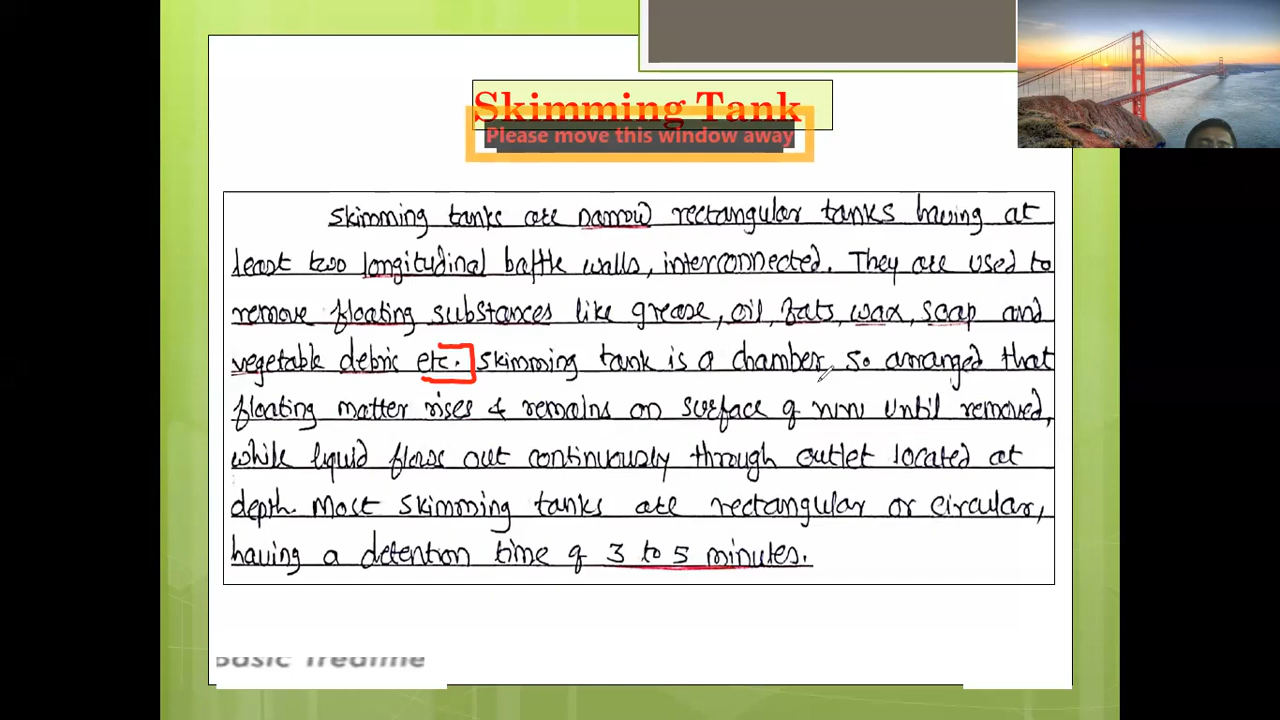 Skimming Tank
Please move this window away
Skimming tanks are narrow rectangular tanks having at
least two longitudinal baffle walls, interconnected. They are used to
remove floating substances like grease, oil, fats, wax, soap and
vegetable debric etc. Skimming tank is a chamber, so arranged that
floating matter rises & remains on surface of WW until removed,
while liquid flows out continuously through outlet located at
depth. Most skimming tanks are rectangular or circular,
having a detention time of 3 to 5 minutes.
Basic